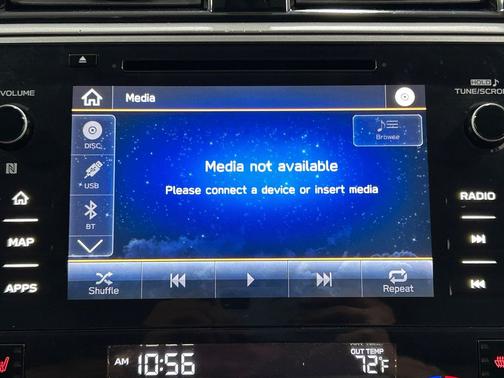 VOLUME
HOLD
TUNE/SCROLL
Media
DISC
Browse
Media not available
USB
Please connect a device or insert media
RADIO
BT
MAP
APPS
Shuffle
Repeat
OUT TEMP
AM 10:56
72°F